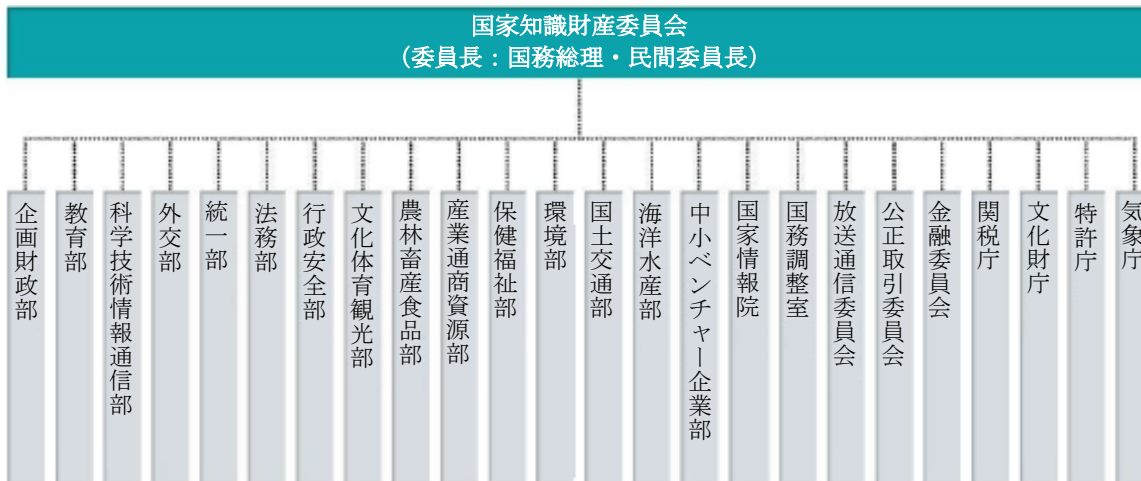 国家知識財産委員会
（委員長：国務総理・民間委員長）
企画財政部
教育部
科学技術情報通信部
外交部
統一部
法務部
行政安全部
文化体育観光部
農林畜産食品部
産業通商資源部
保健福祉部
環境部
国土交通部
海洋水産部
中小ベンチャー企業部
国家情報院
国務調整室
放送通信委員会
公正取引委員会
金融委員会
関税庁
文化財庁
特許庁
気象庁